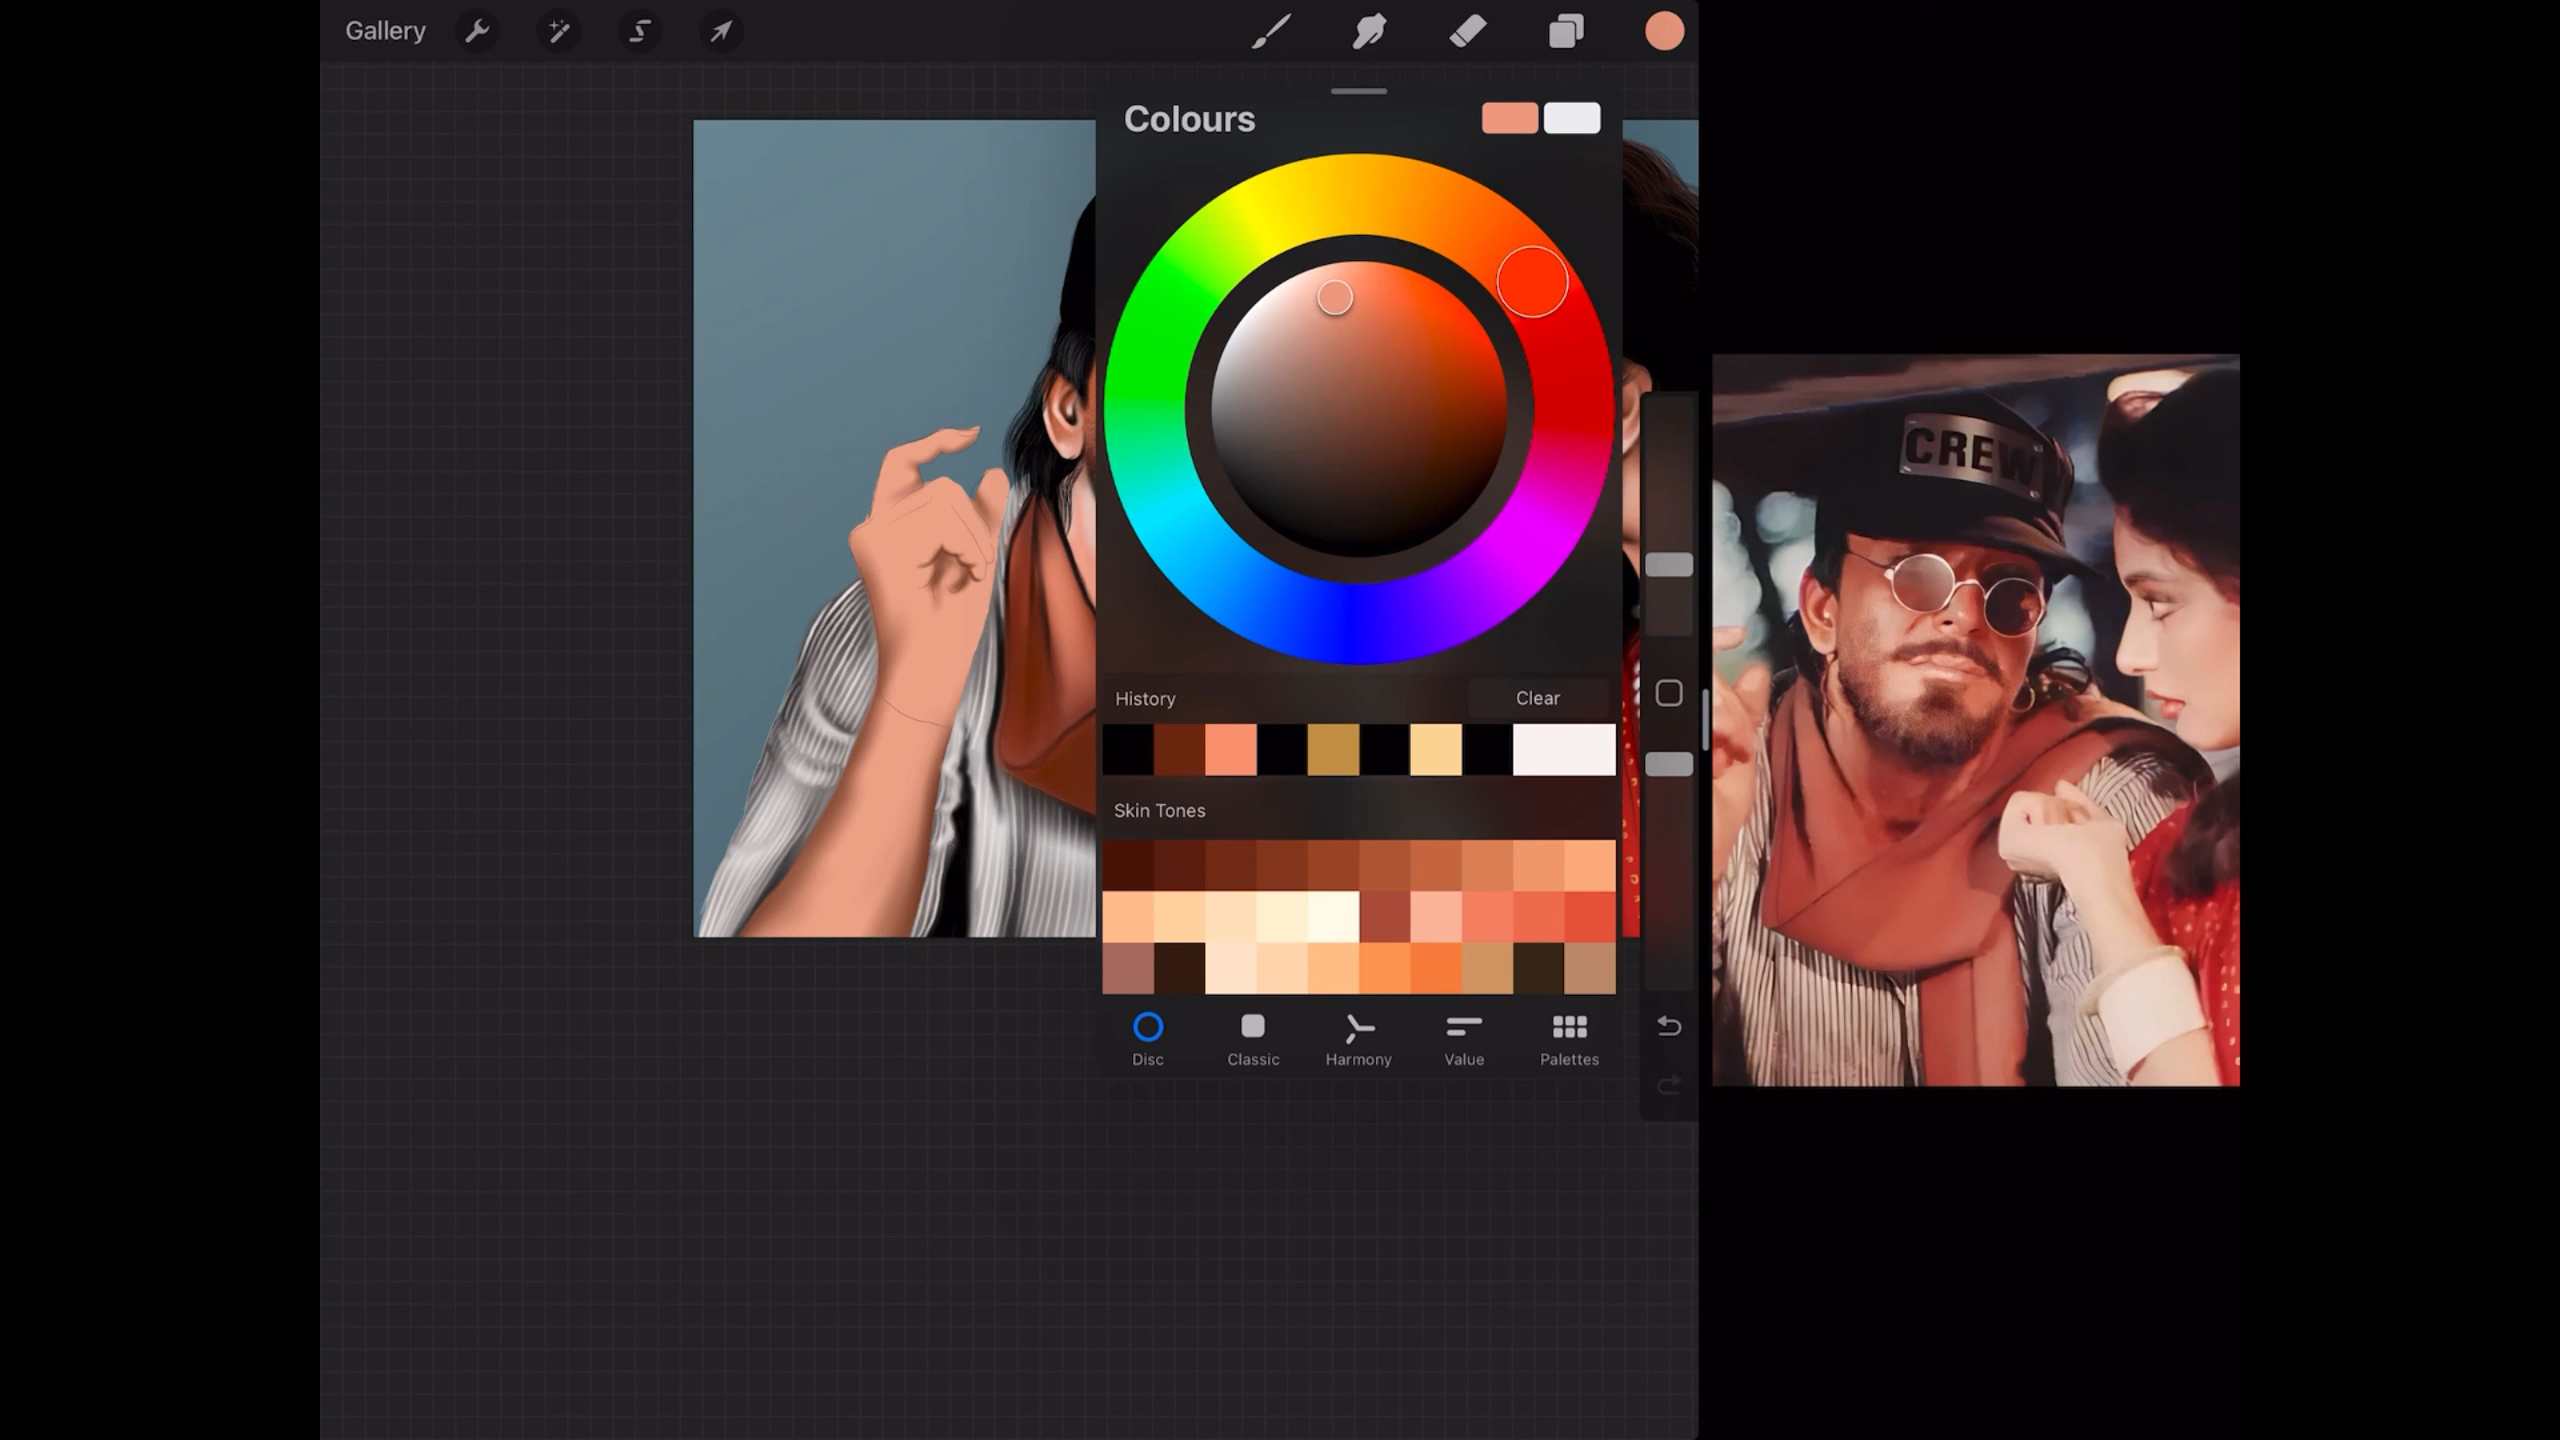 Gallery
Colours
CREW
History
Clear
Skin Tones
Disc
Classic
Harmony
Value
Palettes